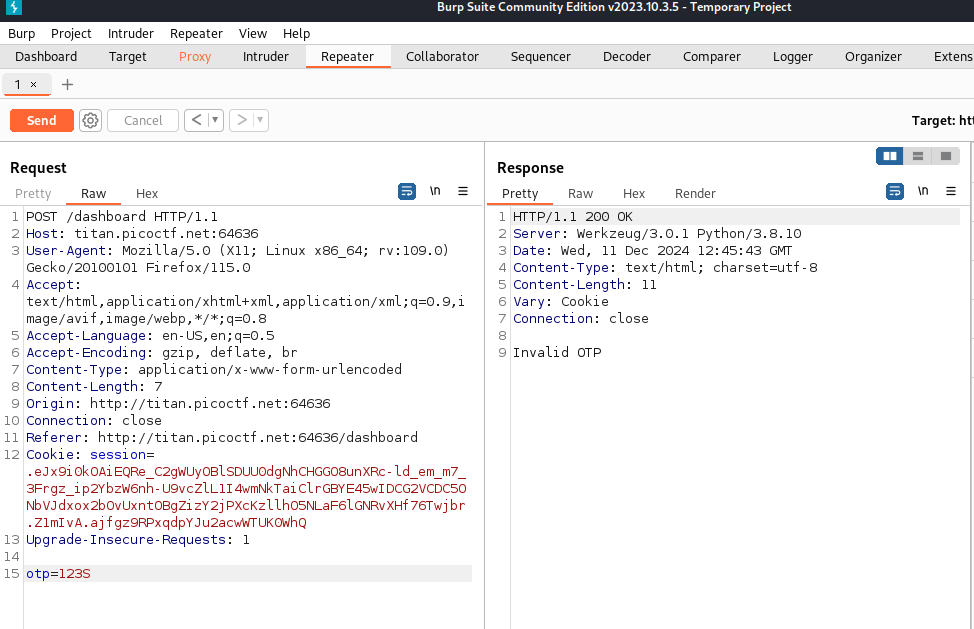 Burp Suite Community Edition v2023.10.3.5 - Temporary Project
Burp Project Intruder Repeater View Help
Dashboard Target Proxy Intruder Repeater Collaborator Sequencer Decoder Comparer Logger Organizer Extens
1 × +
Send Cancel < >
Target: htt
Request
Pretty Raw Hex \n
1 POST /dashboard HTTP/1.1
2 Host: titan.picoctf.net:64636
3 User-Agent: Mozilla/5.0 (X11; Linux x86_64; rv:109.0)
Gecko/20100101 Firefox/115.0
4 Accept:
text/html,application/xhtml+xml,application/xml;q=0.9,i
mage/avif,image/webp,*/*;q=0.8
5 Accept-Language: en-US,en;q=0.5
6 Accept-Encoding: gzip, deflate, br
7 Content-Type: application/x-www-form-urlencoded
8 Content-Length: 7
9 Origin: http://titan.picoctf.net:64636
10 Connection: close
11 Referer: http://titan.picoctf.net:64636/dashboard
12 Cookie: session=
.eJx9i0kOAiEQRe_C2gWUyOBlSDUU0dgNhCHGGO8unXRc-ld_em_m7_
3Frgz_ip2YbzW6nh-U9vcZlL1I4wmNkTaiClrGBYE45wIDCG2VCDC5O
NbVJdxox2bOvUxntOBgZizY2jPXcKzllhO5NLaF6lGNRvXHf76Twjbr
.Z1mIvA.ajfgz9RPxqdpYJu2acwWTUK0WhQ
13 Upgrade-Insecure-Requests: 1
14
15 otp=123S
Response
Pretty Raw Hex Render \n
1 HTTP/1.1 200 OK
2 Server: Werkzeug/3.0.1 Python/3.8.10
3 Date: Wed, 11 Dec 2024 12:45:43 GMT
4 Content-Type: text/html; charset=utf-8
5 Content-Length: 11
6 Vary: Cookie
7 Connection: close
8
9 Invalid OTP